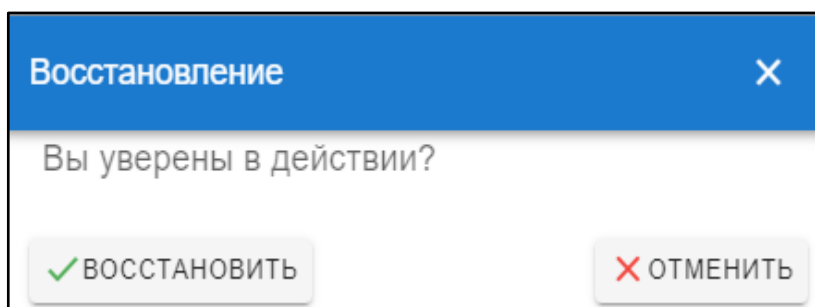 Восстановление
Вы уверены в действии?
ВОССТАНОВИТЬ
ОТМЕНИТЬ